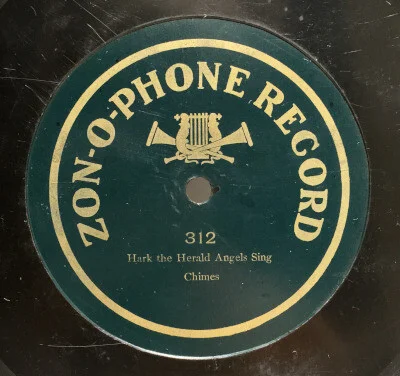 ZON-O-PHONE RECORD
312
Hark the Herald Angels Sing
Chimes